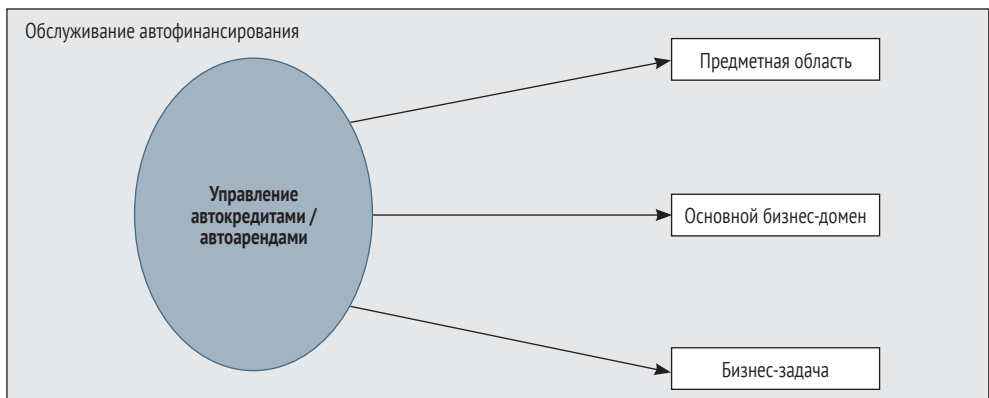 Обслуживание автофинансирования
Предметная область
Управление
автокредитами /
автоарендами
Основной бизнес-домен
Бизнес-задача